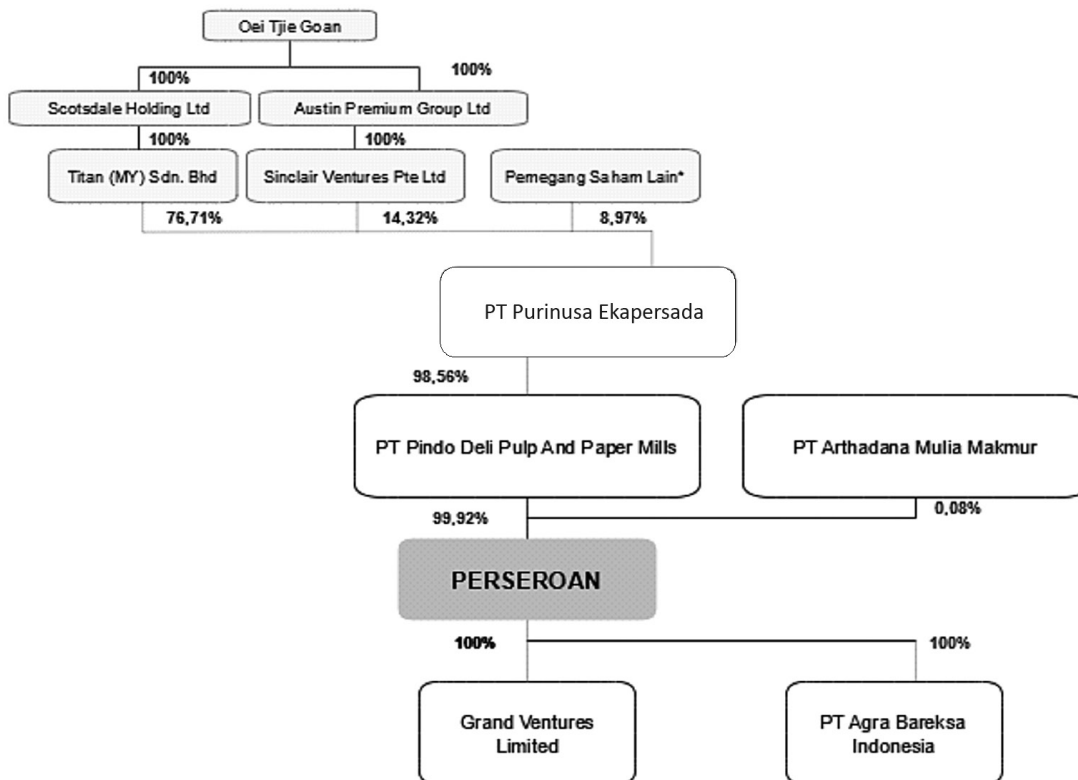 Oei Tjie Goan
100%
100%
Scotsdale Holding Ltd
Austin Premium Group Ltd
100%
100%
Titan (MY) Sdn. Bhd
Sinclair Ventures Pte Ltd
Pemegang Saham Lain*
76,71%
14,32%
8,97%
PT Purinusa Ekapersada
98,56%
PT Pindo Deli Pulp And Paper Mills
PT Arthadana Mulia Makmur
99,92%
0,08%
PERSEROAN
100%
100%
Grand Ventures
Limited
PT Agra Bareksa
Indonesia